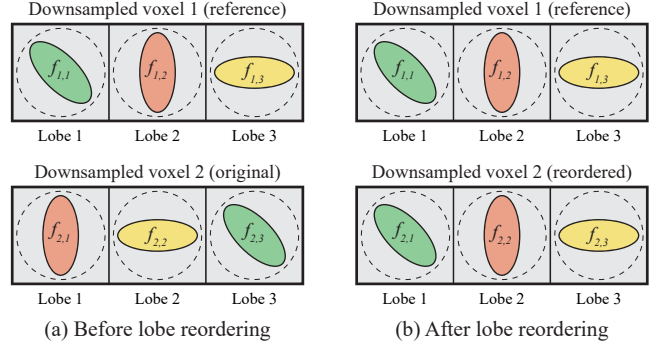 Downsampled voxel 1 (reference)
f1,1 f1,2 f1,3
Lobe 1 Lobe 2 Lobe 3
Downsampled voxel 2 (original)
f2,1 f2,2 f2,3
Lobe 1 Lobe 2 Lobe 3
(a) Before lobe reordering
Downsampled voxel 1 (reference)
f1,1 f1,2 f1,3
Lobe 1 Lobe 2 Lobe 3
Downsampled voxel 2 (reordered)
f2,1 f2,2 f2,3
Lobe 1 Lobe 2 Lobe 3
(b) After lobe reordering